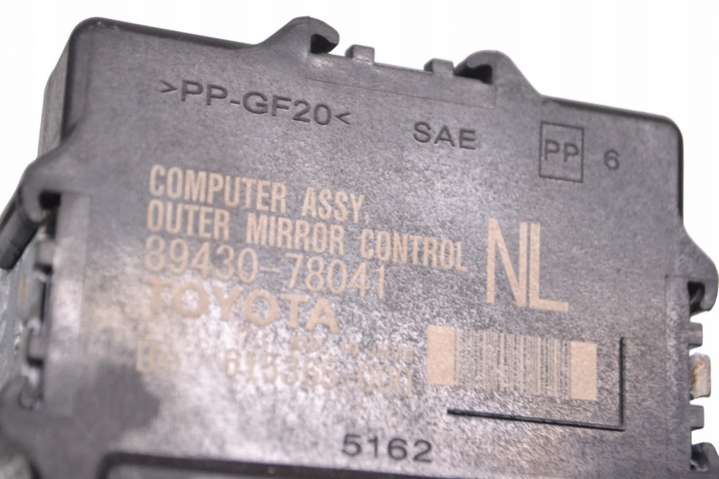 >PP-GF20<
SAE
PP 6
COMPUTER ASSY,
OUTER MIRROR CONTROL
89430-78041
NL
TOYOTA
5162